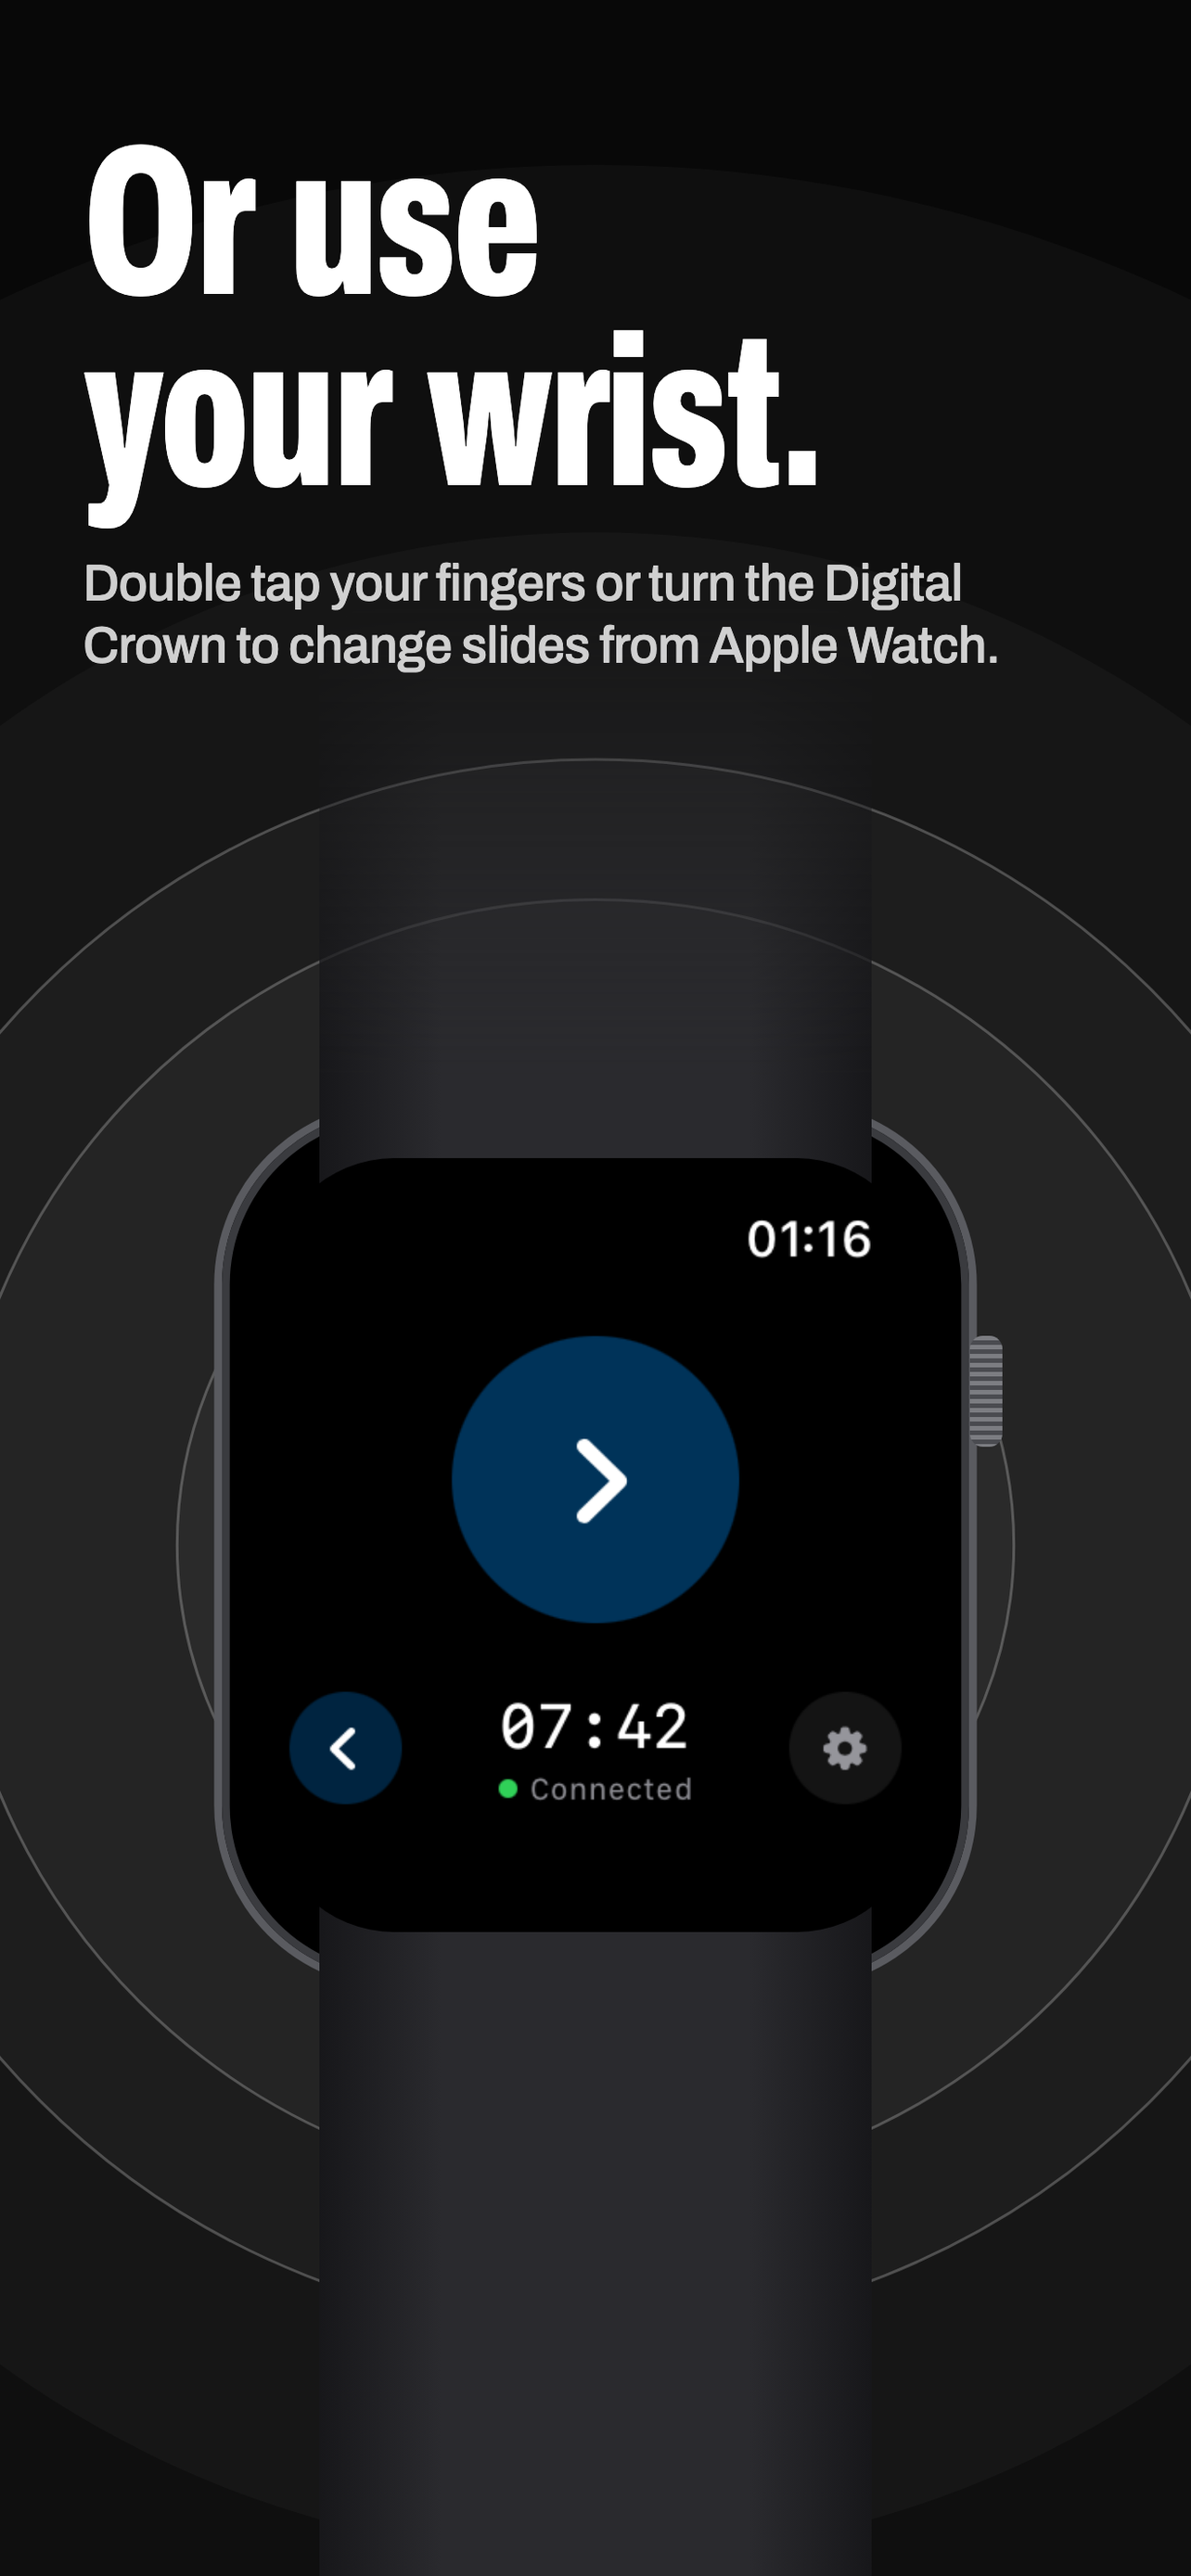 Or use
your wrist.
Double tap your fingers or turn the Digital
Crown to change slides from Apple Watch.
01:16
07:42
Connected